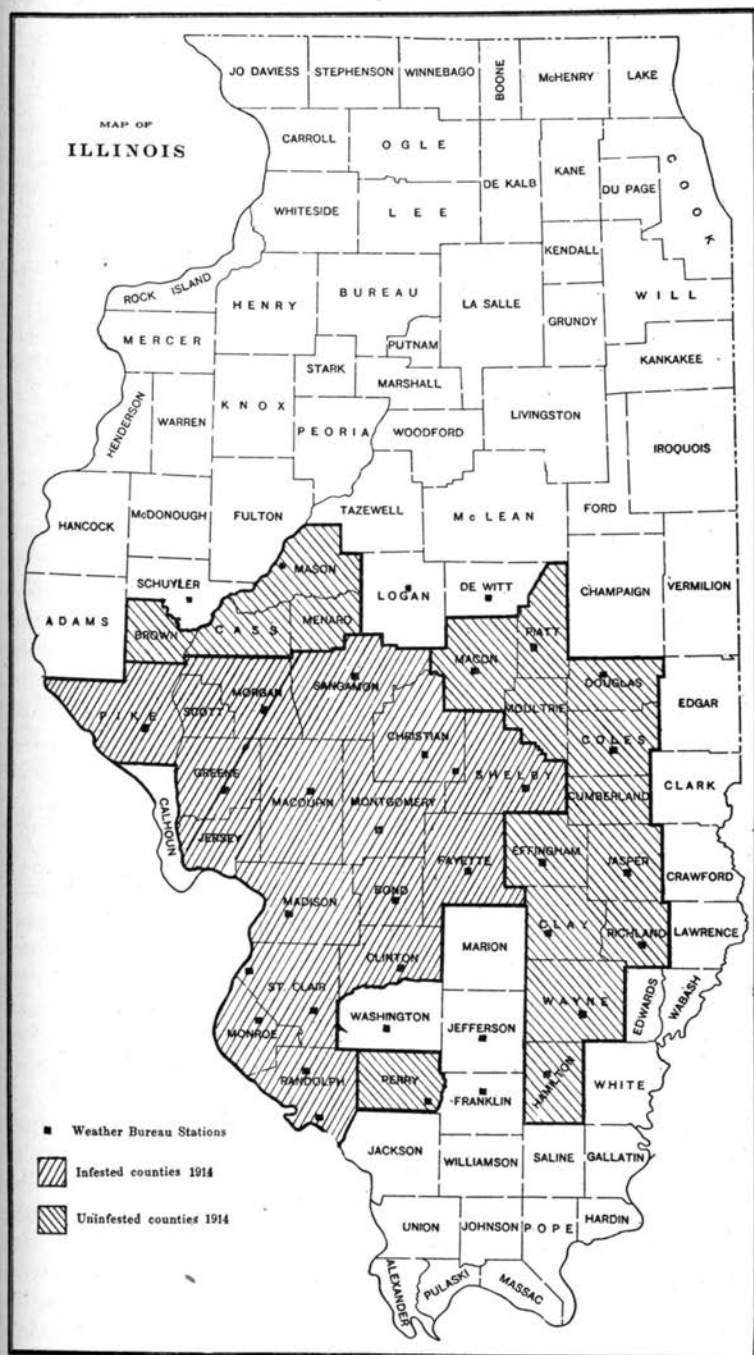 JO DAVIESS STEPHENSON WINNEBAGO BOONE McHENRY LAKE
MAP OF
ILLINOIS
CARROLL OGLE DE KALB KANE DU PAGE COOK
WHITESIDE LEE KENDALL
ROCK ISLAND HENRY BUREAU LA SALLE GRUNDY WILL
MERCER PUTNAM KANKAKEE
STARK MARSHALL
HENDERSON WARREN KNOX PEORIA WOODFORD LIVINGSTON IROQUOIS
HANCOCK McDONOUGH FULTON TAZEWELL McLEAN FORD
ADAMS SCHUYLER MASON LOGAN DE WITT CHAMPAIGN VERMILION
BROWN CASS MENARD MACON PIATT
PIKE SCOTT MORGAN SANGAMON MOULTRIE DOUGLAS EDGAR
CHRISTIAN COLES
GREENE MACOUPIN MONTGOMERY SHELBY CUMBERLAND CLARK
CALHOUN JERSEY FAYETTE EFFINGHAM JASPER CRAWFORD
MADISON BOND CLAY RICHLAND LAWRENCE
CLINTON MARION
ST. CLAIR WAYNE EDWARDS WABASH
MONROE WASHINGTON JEFFERSON
RANDOLPH PERRY FRANKLIN HAMILTON WHITE
Weather Bureau Stations
JACKSON WILLIAMSON SALINE GALLATIN
Infested counties 1914
Uninfested counties 1914
UNION JOHNSON POPE HARDIN
ALEXANDER PULASKI MASSAC